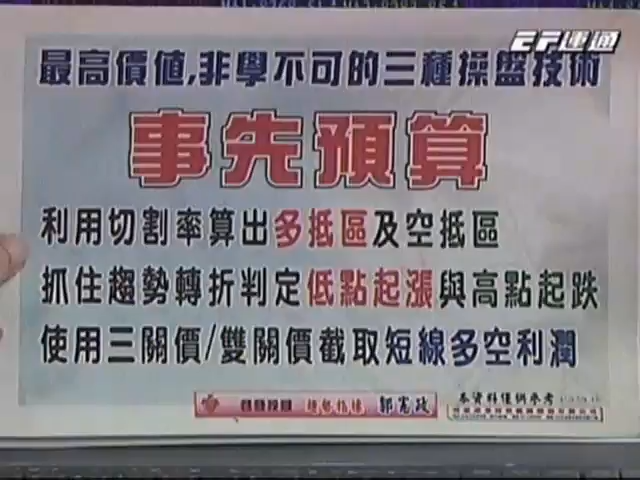 EF運通
最高價值,非學不可的三種操盤技術
事先預算
利用切割率算出多抵區及空抵區
抓住趨勢轉折判定低點起漲與高點起跌
使用三關價/雙關價截取短線多空利潤
郭憲政
本資料僅供參考